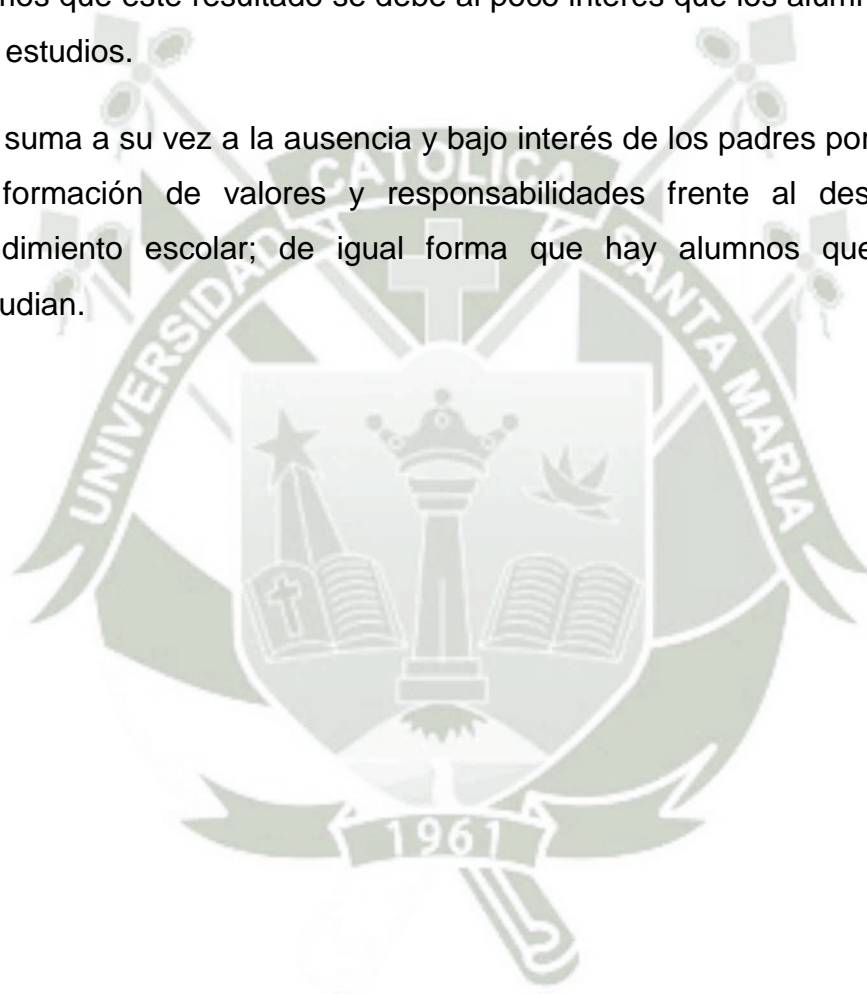 nos que este resultado se debe al poco interés que los alumn
estudios.
suma a su vez a la ausencia y bajo interés de los padres por
formación de valores y responsabilidades frente al des
dimiento escolar; de igual forma que hay alumnos que
udian.
UNIVERSIDAD CATOLICA SANTA MARIA
1961